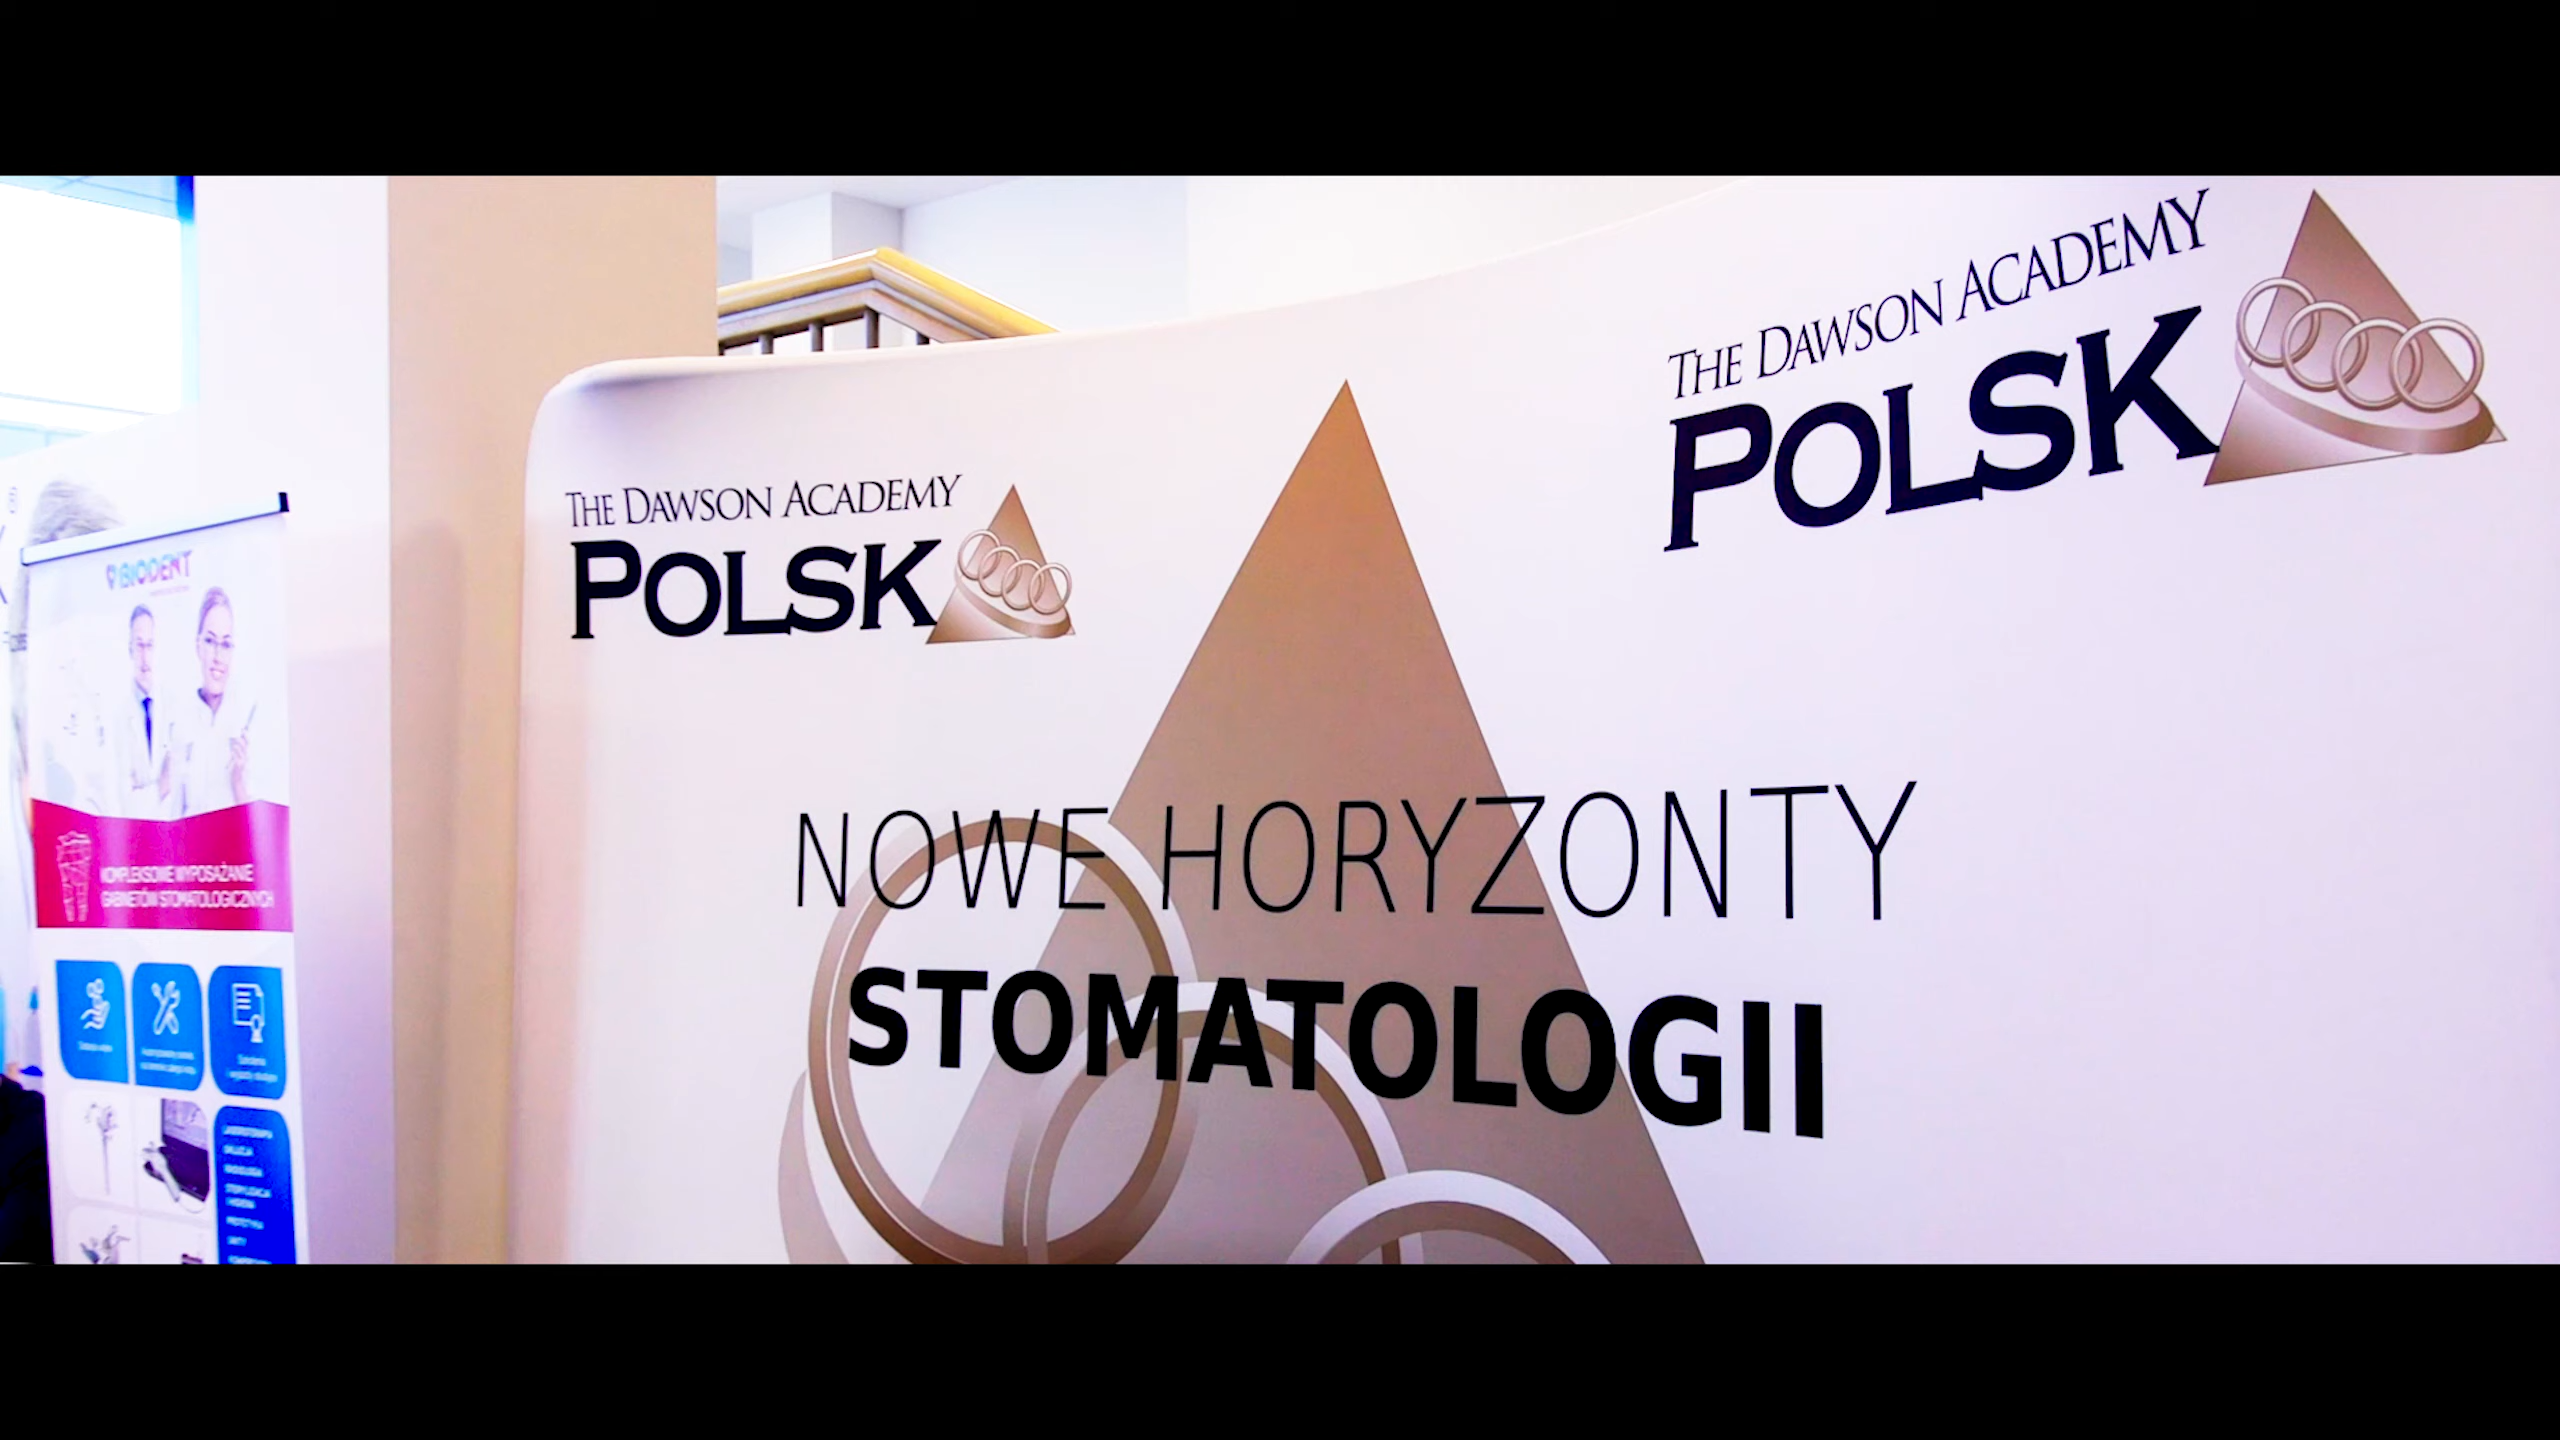 THE DAWSON ACADEMY
POLSK
THE DAWSON ACADEMY
POLSK
NOWE HORYZONTY
STOMATOLOGII
BIODENT
KOMPLEKSOWE WYPOSAŻANIE
GABINETÓW STOMATOLOGICZNYCH